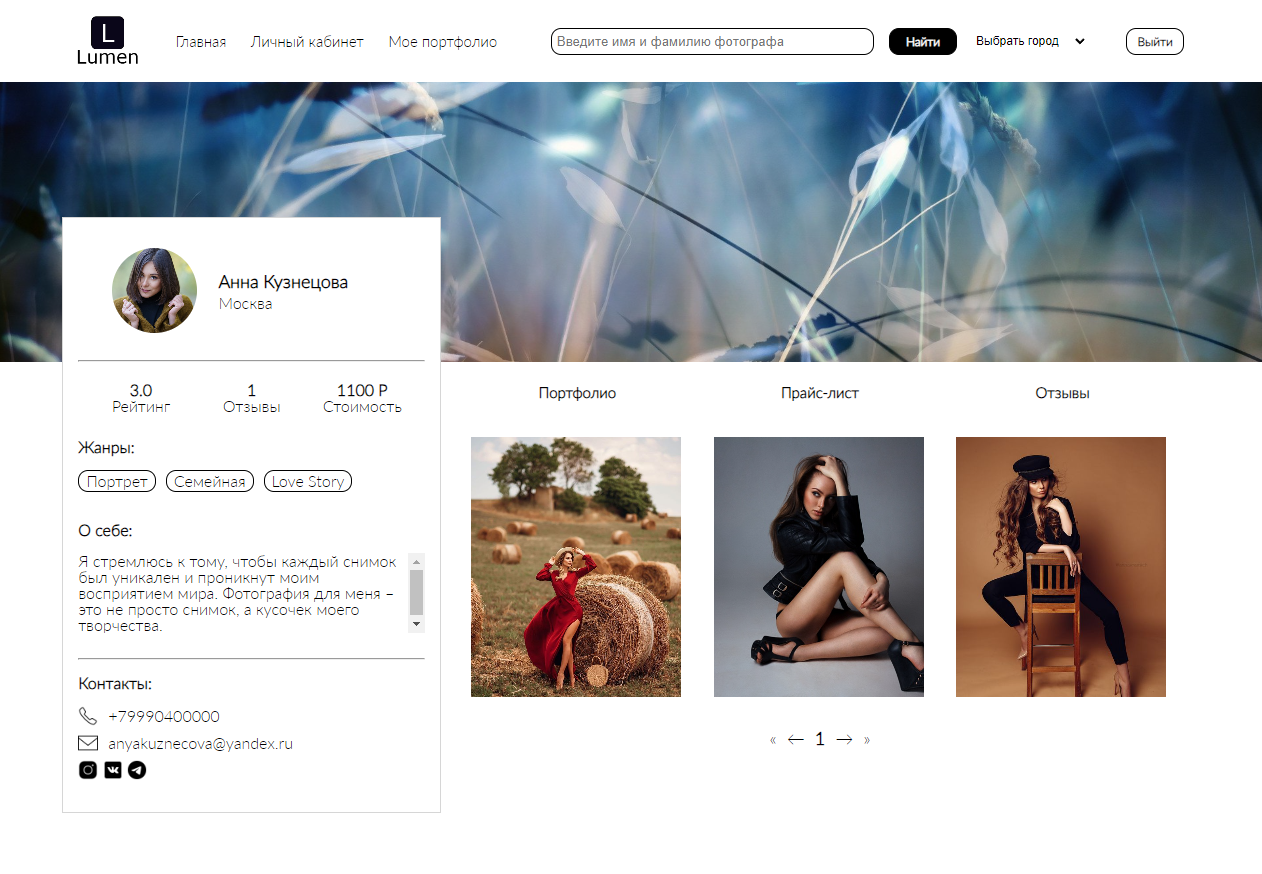 L
Lumen
Главная
Личный кабинет
Мое портфолио
Введите имя и фамилию фотографа
Найти
Выбрать город
Выйти
Анна Кузнецова
Москва
3.0
Рейтинг
1
Отзывы
1100 Р
Стоимость
Жанры:
Портрет
Семейная
Love Story
О себе:
Я стремлюсь к тому, чтобы каждый снимок
был уникален и проникнут моим
восприятием мира. Фотография для меня –
это не просто снимок, а кусочек моего
творчества.
Контакты:
+79990400000
anyakuznecova@yandex.ru
Портфолио
Прайс-лист
Отзывы
« ← 1 → »